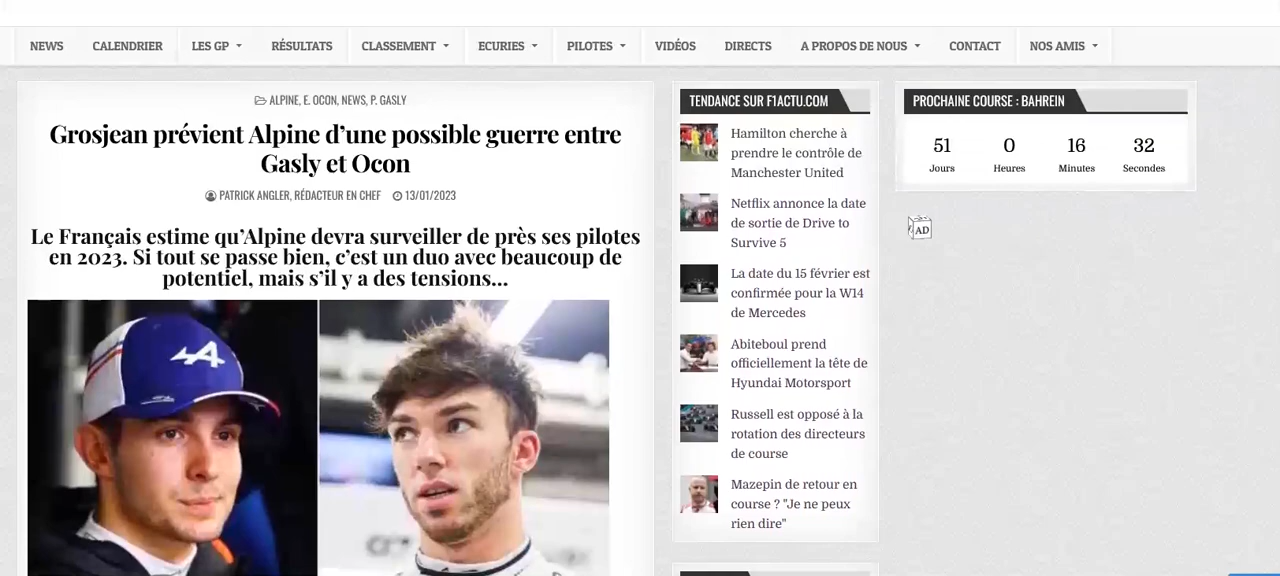 NEWS
CALENDRIER
LES GP
RÉSULTATS
CLASSEMENT
ECURIES
PILOTES
VIDÉOS
DIRECTS
A PROPOS DE NOUS
CONTACT
NOS AMIS
ALPINE, E. OCON, NEWS, P. GASLY
Grosjean prévient Alpine d’une possible guerre entre
Gasly et Ocon
PATRICK ANGLER, RÉDACTEUR EN CHEF 13/01/2023
Le Français estime qu’Alpine devra surveiller de près ses pilotes
en 2023. Si tout se passe bien, c’est un duo avec beaucoup de
potentiel, mais s’il y a des tensions…
TENDANCE SUR F1ACTU.COM
Hamilton cherche à
prendre le contrôle de
Manchester United
Netflix annonce la date
de sortie de Drive to
Survive 5
La date du 15 février est
confirmée pour la W14
de Mercedes
Abiteboul prend
officiellement la tête de
Hyundai Motorsport
Russell est opposé à la
rotation des directeurs
de course
Mazepin de retour en
course ? "Je ne peux
rien dire"
PROCHAINE COURSE : BAHREIN
51 0 16 32
Jours Heures Minutes Secondes
AD